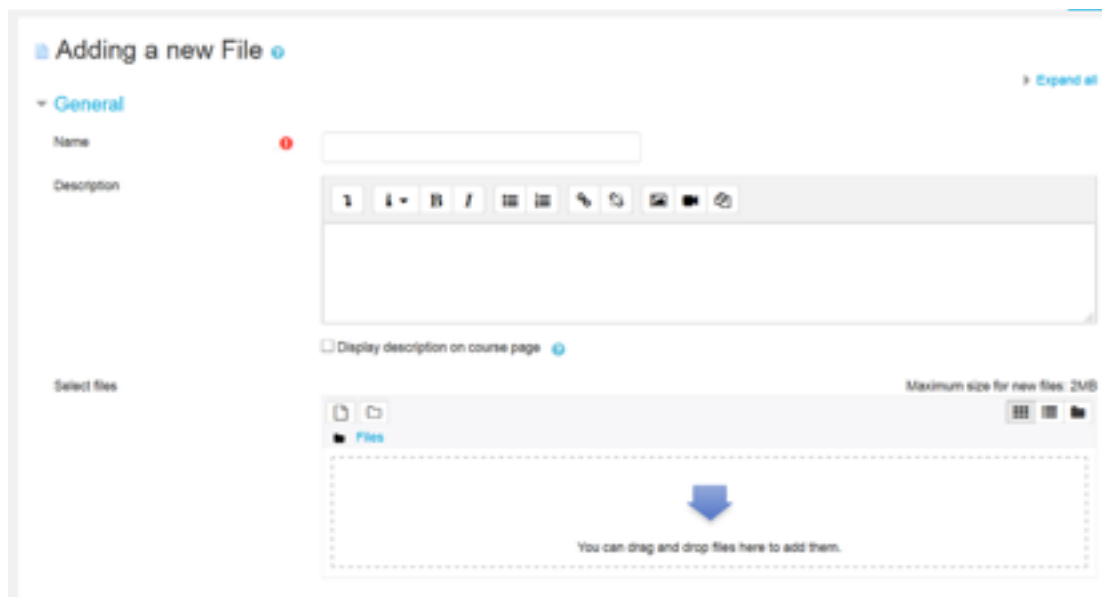 Adding a new File
Expand all
General
Name
Description
B I
Display description on course page
Select files
Maximum size for new files: 2MB
Files
You can drag and drop files here to add them.